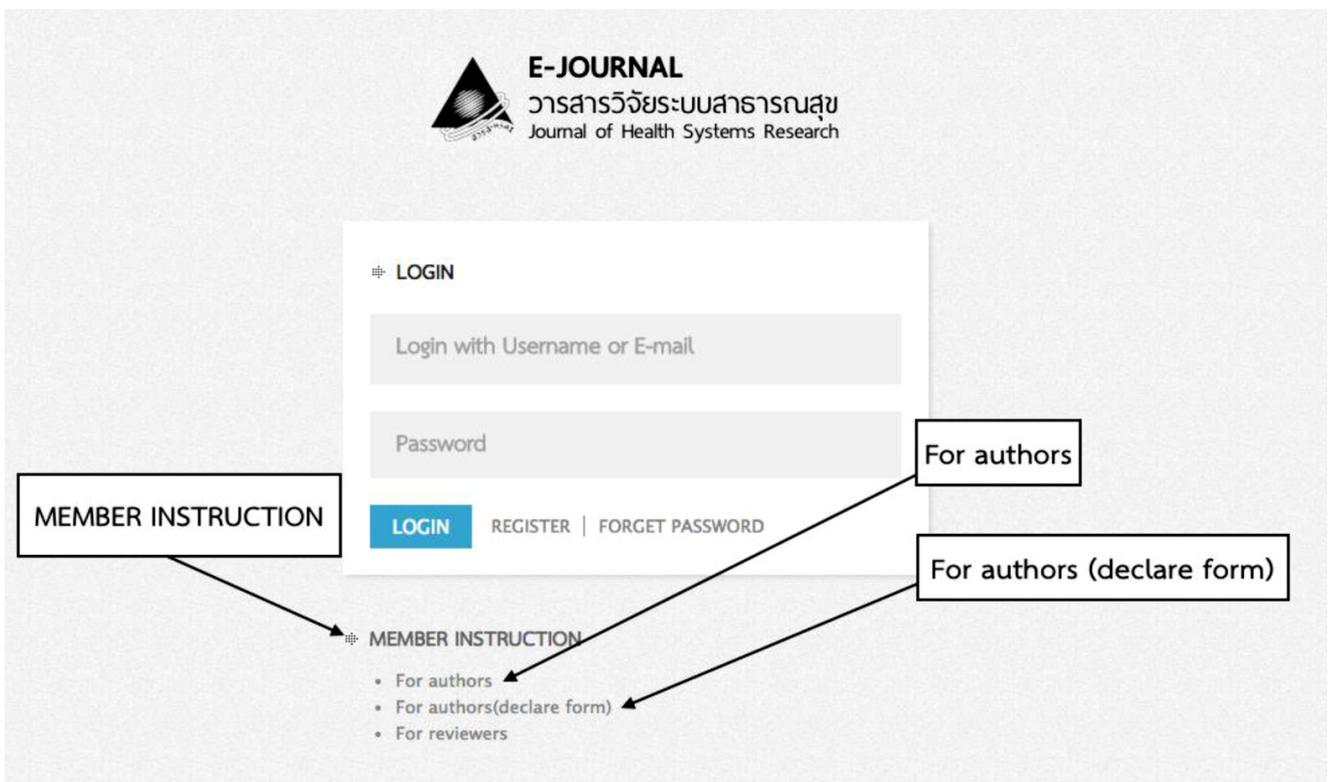 E-JOURNAL
วารสารวิจัยระบบสาธารณสุข
Journal of Health Systems Research
LOGIN
Login with Username or E-mail
Password
For authors
MEMBER INSTRUCTION
LOGIN REGISTER | FORGET PASSWORD
For authors (declare form)
MEMBER INSTRUCTION
• For authors
• For authors(declare form)
• For reviewers